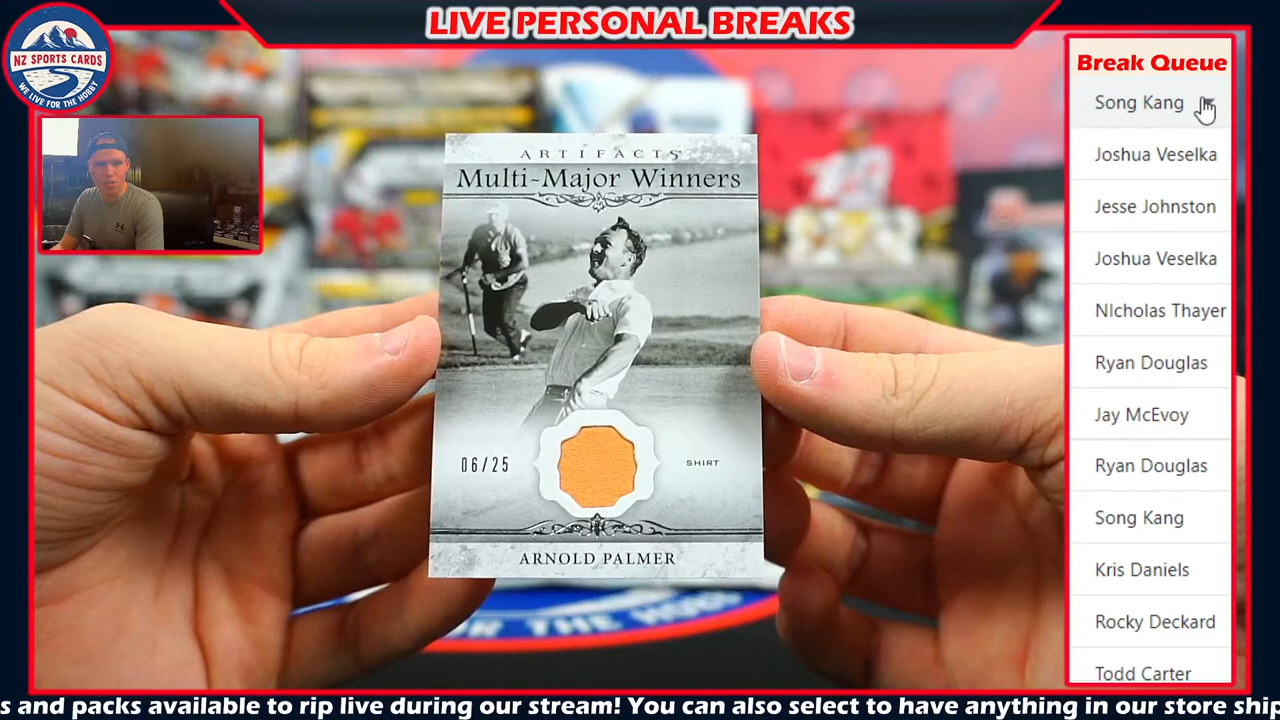 LIVE PERSONAL BREAKS
NZ SPORTS CARDS
WE LIVE FOR THE HOBBY
Break Queue
Song Kang
Joshua Veselka
Jesse Johnston
Joshua Veselka
NIcholas Thayer
Ryan Douglas
Jay McEvoy
Ryan Douglas
Song Kang
Kris Daniels
Rocky Deckard
Todd Carter
ARTIFACTS
Multi-Major Winners
06/25
SHIRT
ARNOLD PALMER
FOR THE HOBBY
s and packs available to rip live during our stream! You can also select to have anything in our store ship